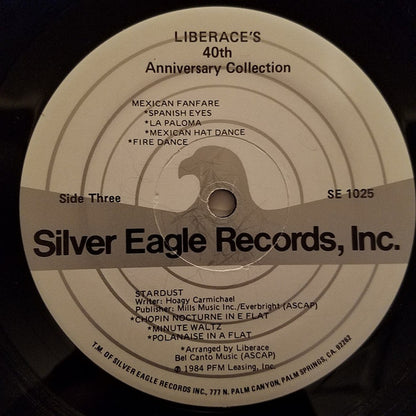 LIBERACE'S
40th
Anniversary Collection
MEXICAN FANFARE
*SPANISH EYES
*LA PALOMA
*MEXICAN HAT DANCE
*FIRE DANCE
Side Three
SE 1025
Silver Eagle Records, Inc.
STARDUST
Writer: Hoagy Carmichael
Publisher: Mills Music Inc./Everbright (ASCAP)
*CHOPIN NOCTURNE IN E FLAT
*MINUTE WALTZ
*POLANAISE IN A FLAT
*Arranged by Liberace
Bel Canto Music (ASCAP)
℗ 1984 PFM Leasing, Inc.
T.M. OF SILVER EAGLE RECORDS INC., 777 N. PALM CANYON, PALM SPRINGS, CA. 92262